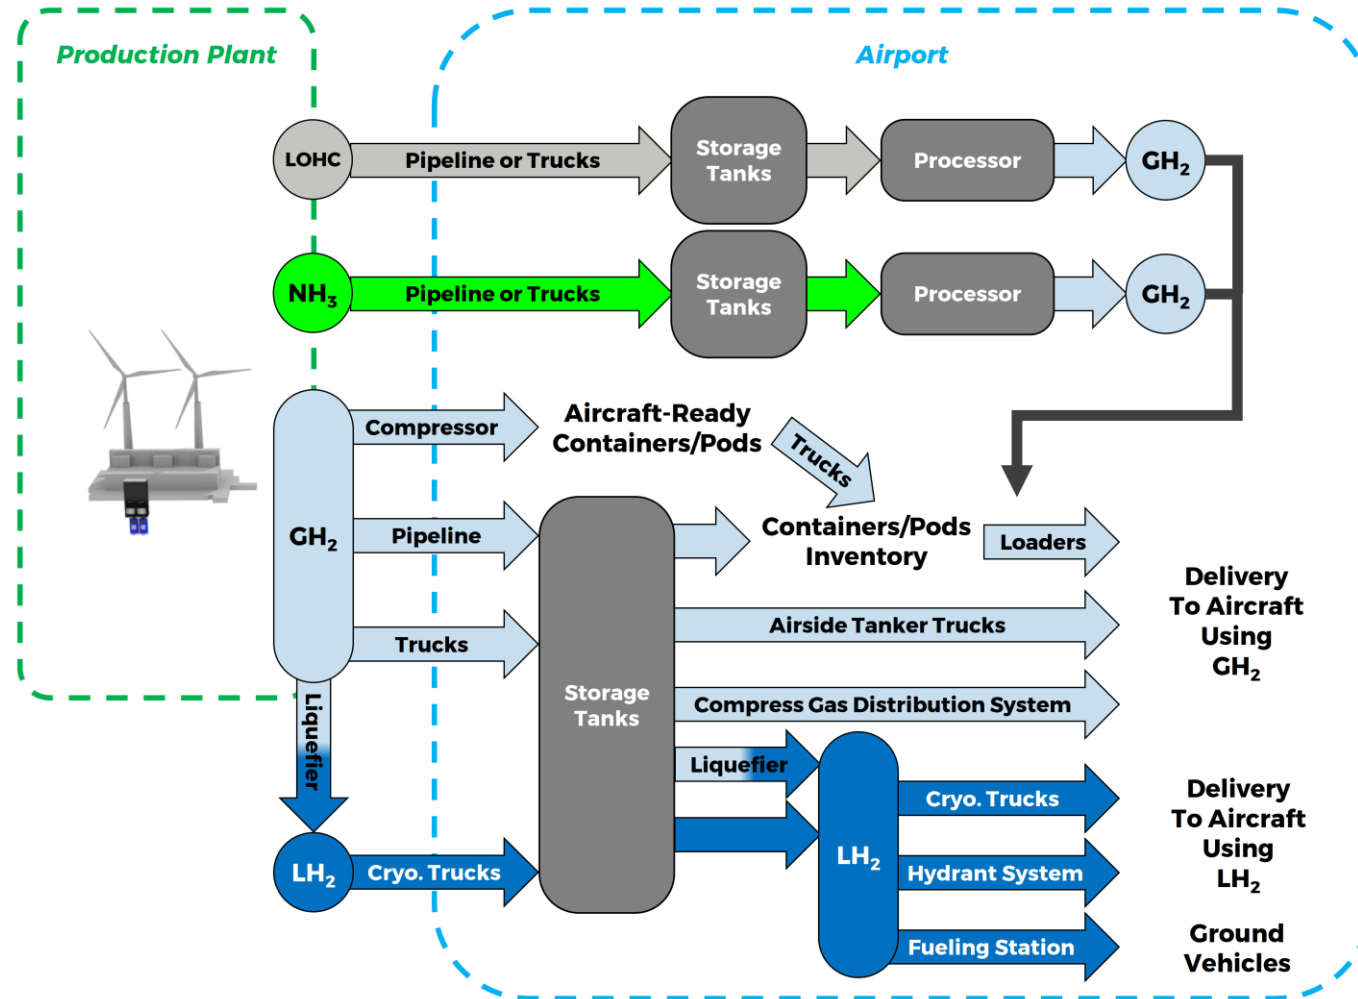 Production Plant
Airport
LOHC
Pipeline or Trucks
Storage
Tanks
Processor
GH₂
NH₃
Pipeline or Trucks
Storage
Tanks
Processor
GH₂
GH₂
Compressor
Aircraft-Ready
Containers/Pods
Trucks
Pipeline
Containers/Pods
Inventory
Loaders
Trucks
Storage
Tanks
Airside Tanker Trucks
Compress Gas Distribution System
Delivery
To Aircraft
Using
GH₂
Liquefier
LH₂
Cryo. Trucks
Liquefier
LH₂
Cryo. Trucks
Hydrant System
Fueling Station
Delivery
To Aircraft
Using
LH₂
Ground
Vehicles